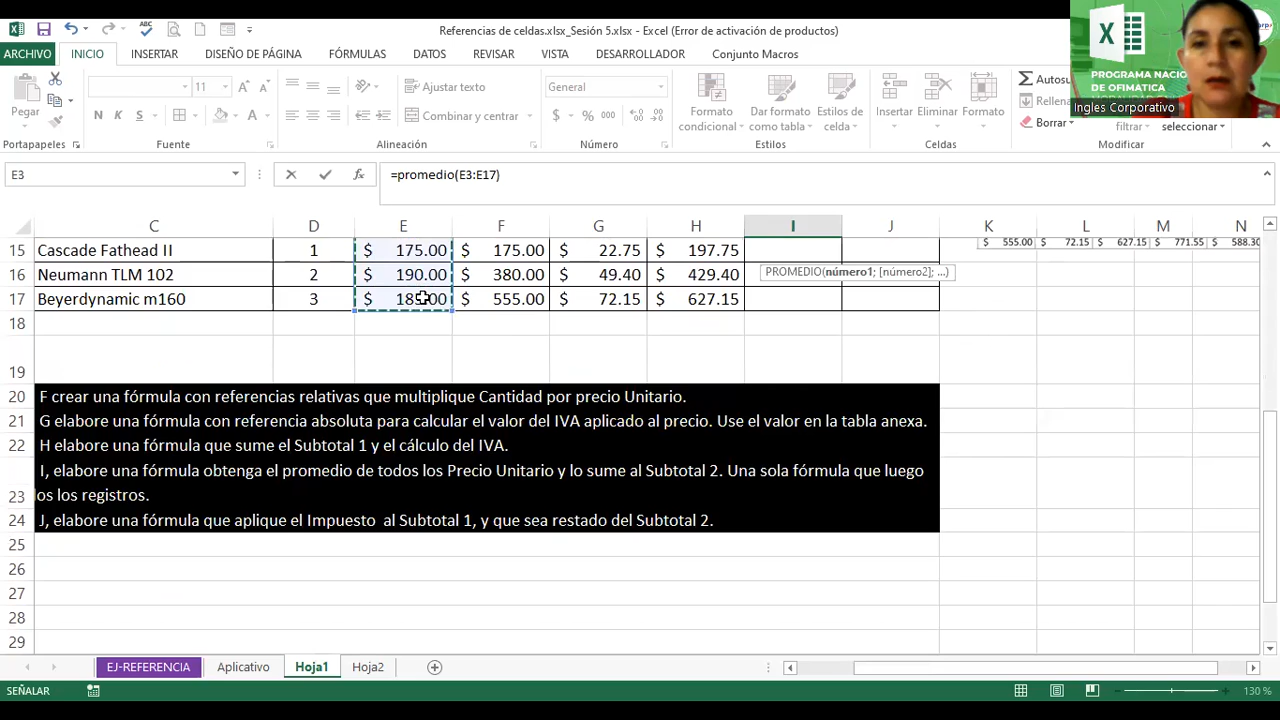 Referencias de celdas.xlsx_Sesión 5.xlsx - Excel (Error de activación de productos)
ARCHIVO INICIO INSERTAR DISEÑO DE PÁGINA FÓRMULAS DATOS REVISAR VISTA DESARROLLADOR Conjunto Macros
PROGRAMA NACIO
DE OFIMATICA
Ingles Corporativo
Pegar
11
N K S
Ajustar texto
Combinar y centrar
General
$ % 000
Formato condicional
Dar formato como tabla
Estilos de celda
Insertar Eliminar Formato
Autosu
Rellena
Borrar
filtrar seleccionar
Portapapeles Fuente Alineación Número Estilos Celdas Modificar
E3 fx =promedio(E3:E17)
C D E F G H I J K L M N
15 Cascade Fathead II 1 $ 175.00 $ 175.00 $ 22.75 $ 197.75
$ 555.00 $ 72.15 $ 627.15 $ 771.55 $ 588.30
16 Neumann TLM 102 2 $ 190.00 $ 380.00 $ 49.40 $ 429.40
PROMEDIO(número1; [número2]; ...)
17 Beyerdynamic m160 3 $ 185.00 $ 555.00 $ 72.15 $ 627.15
18
19
20 F crear una fórmula con referencias relativas que multiplique Cantidad por precio Unitario.
21 G elabore una fórmula con referencia absoluta para calcular el valor del IVA aplicado al precio. Use el valor en la tabla anexa.
22 H elabore una fórmula que sume el Subtotal 1 y el cálculo del IVA.
I, elabore una fórmula obtenga el promedio de todos los Precio Unitario y lo sume al Subtotal 2. Una sola fórmula que luego
23 os los registros.
24 J, elabore una fórmula que aplique el Impuesto al Subtotal 1, y que sea restado del Subtotal 2.
25
26
27
28
29
EJ-REFERENCIA Aplicativo Hoja1 Hoja2
SEÑALAR
130 %